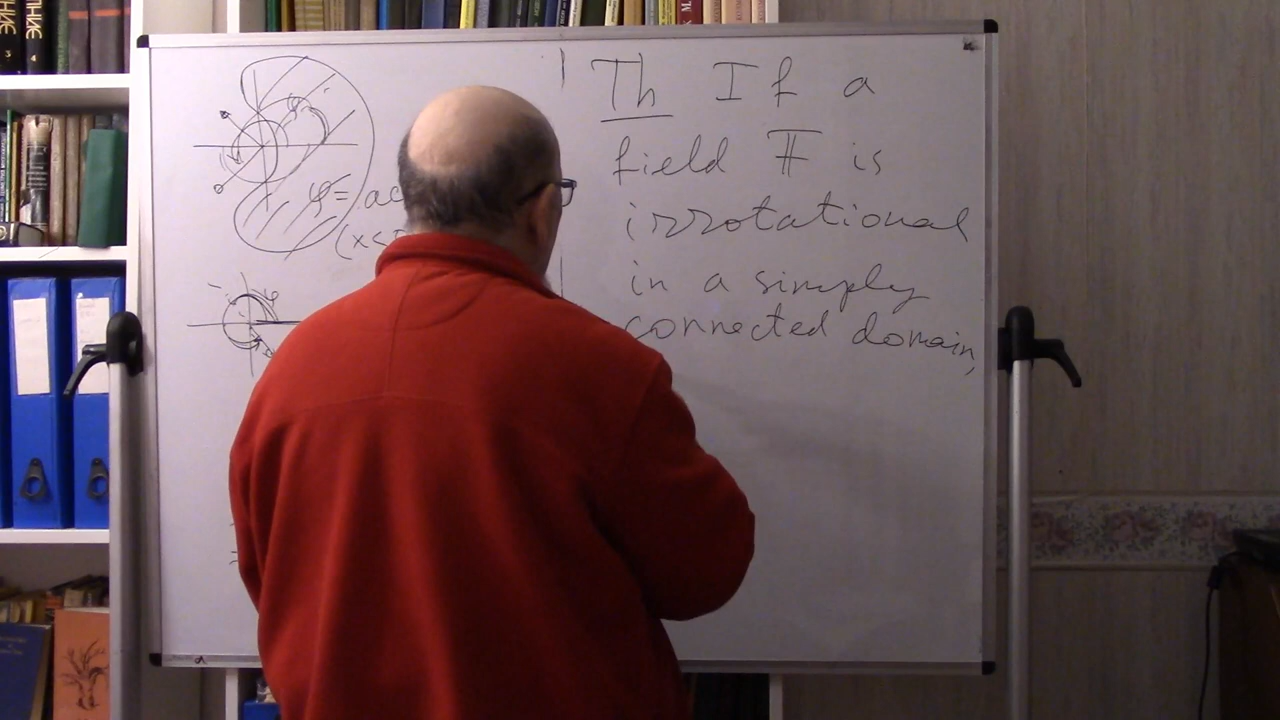 φ = 
(x<
Th If a
field F is
irrotational
in a simply
connected domain,